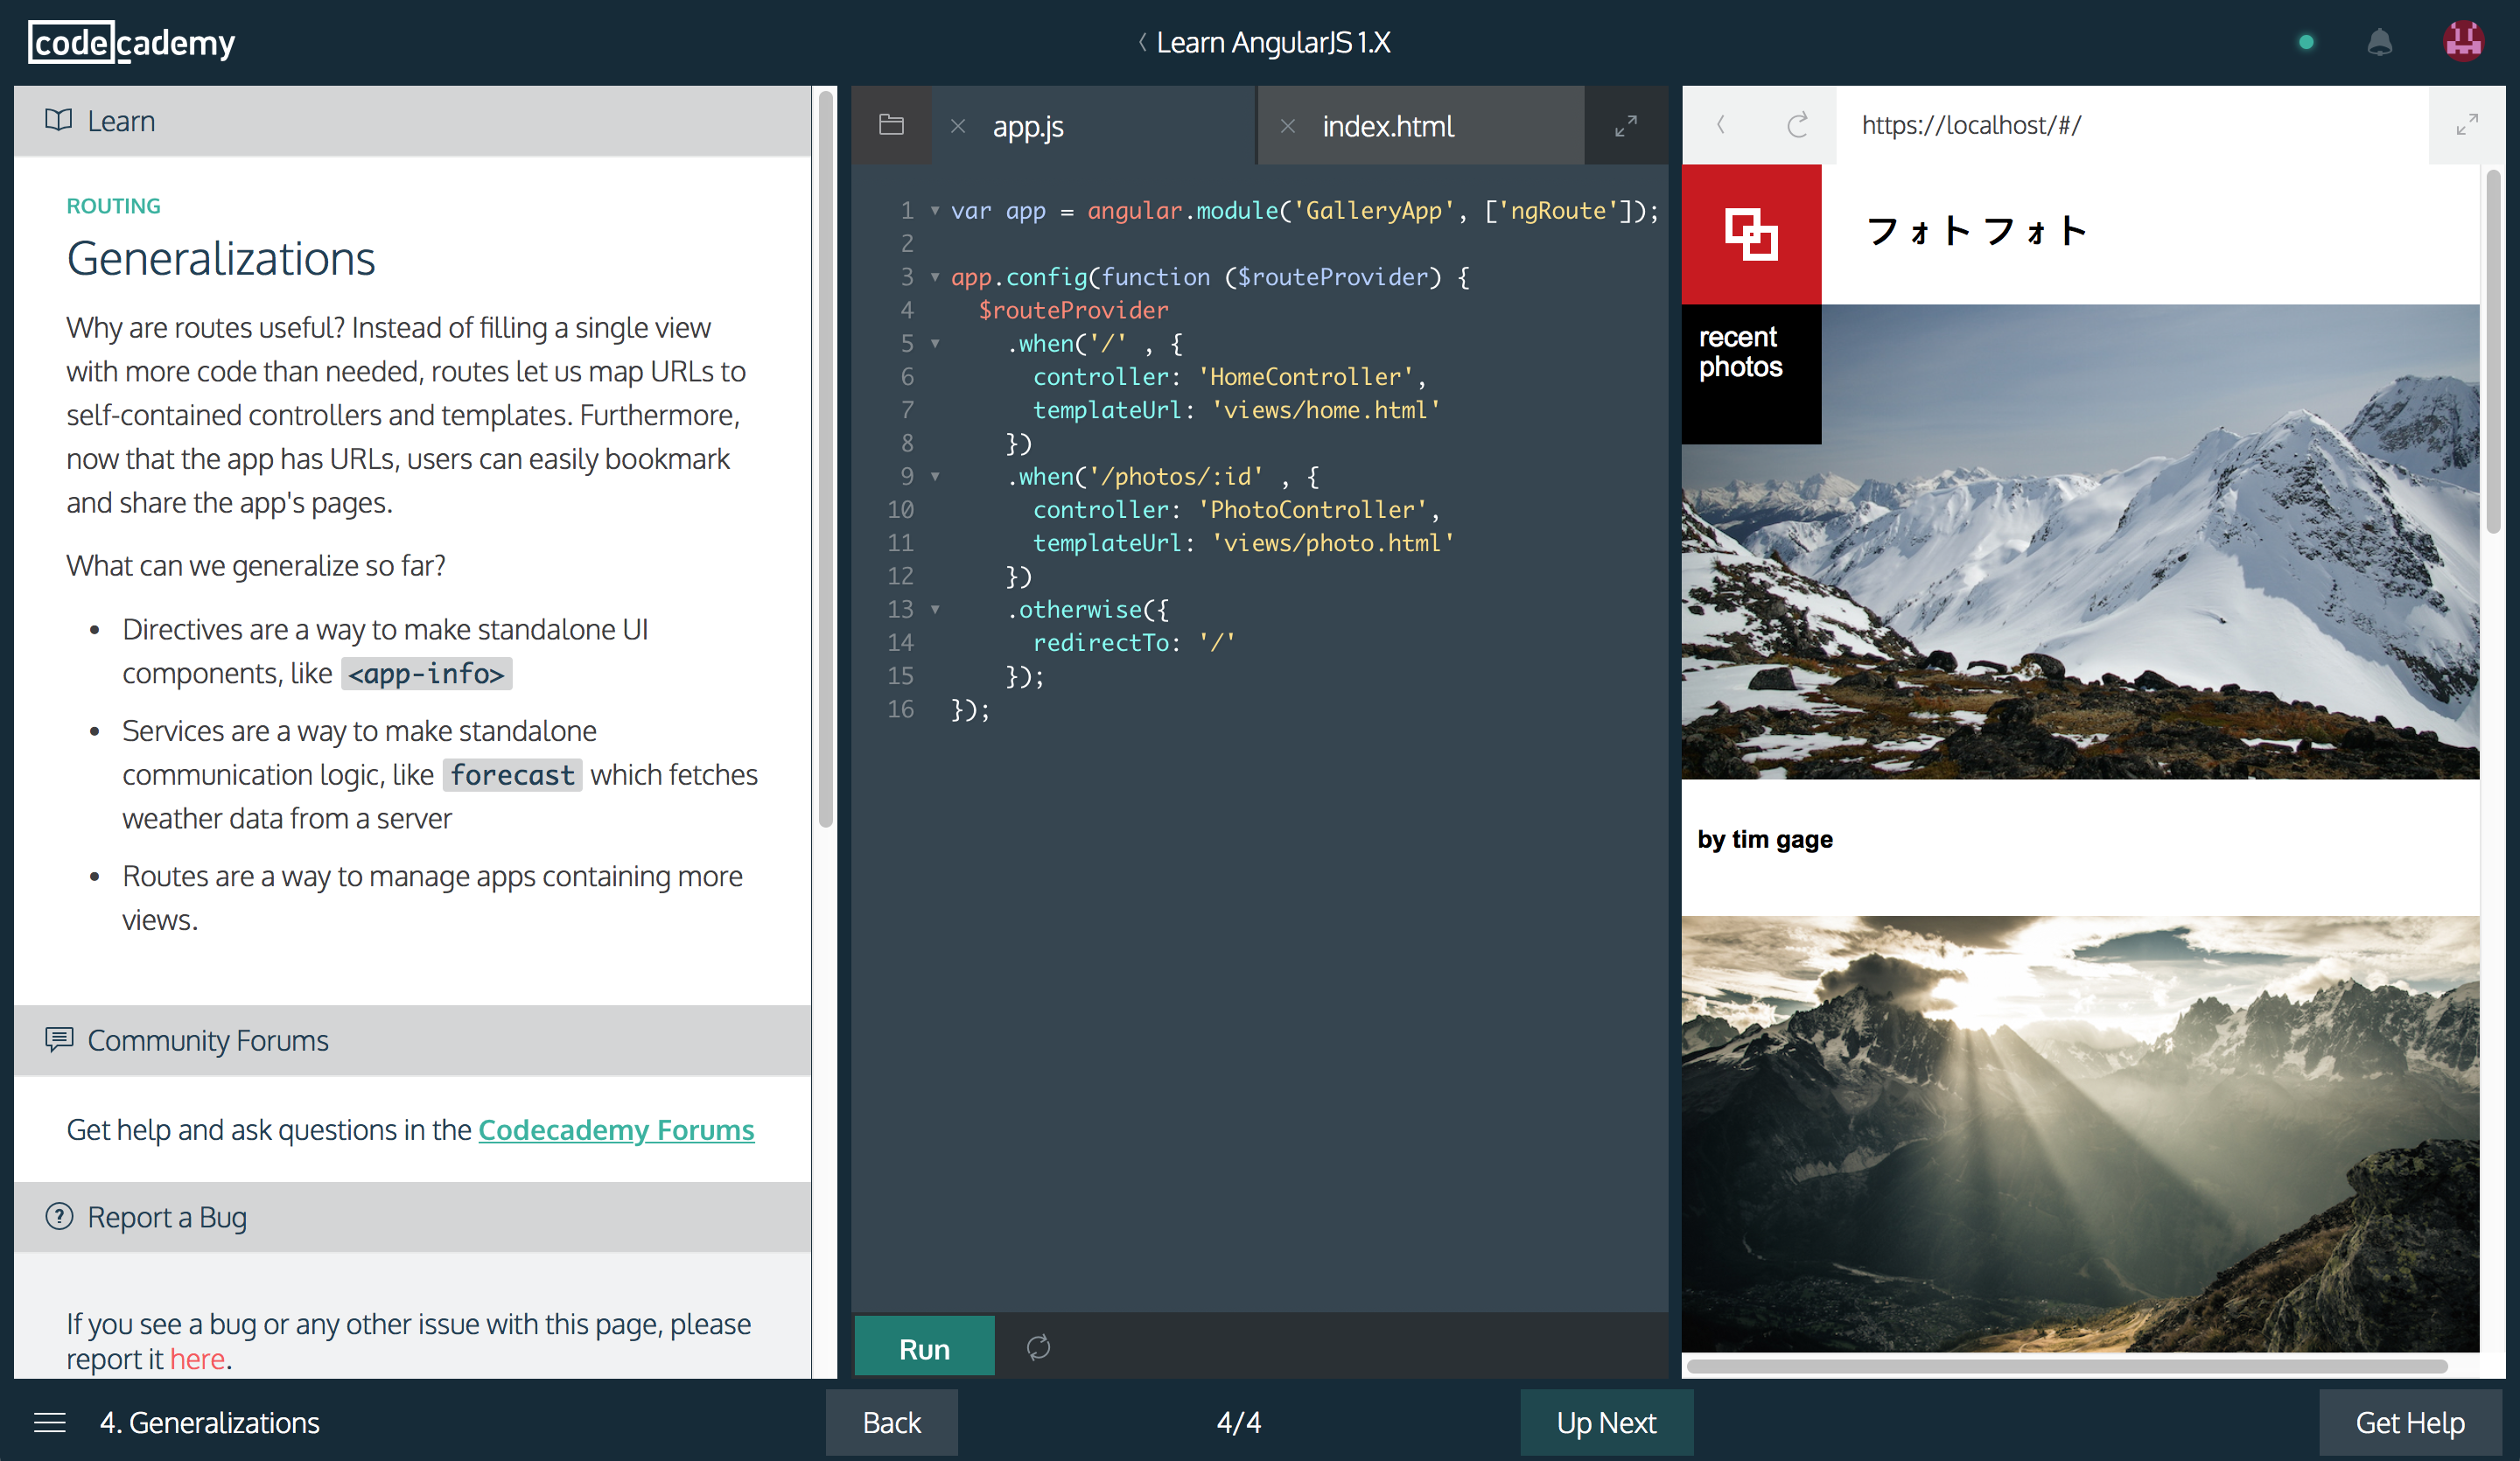 codecademy
Learn AngularJS 1.X
Learn
ROUTING
Generalizations
Why are routes useful? Instead of filling a single view
with more code than needed, routes let us map URLs to
self-contained controllers and templates. Furthermore,
now that the app has URLs, users can easily bookmark
and share the app's pages.
What can we generalize so far?
• Directives are a way to make standalone UI
components, like <app-info>
• Services are a way to make standalone
communication logic, like forecast which fetches
weather data from a server
• Routes are a way to manage apps containing more
views.
Community Forums
Get help and ask questions in the Codecademy Forums
Report a Bug
If you see a bug or any other issue with this page, please
report it here.
app.js
index.html
1 var app = angular.module('GalleryApp', ['ngRoute']);
2
3 app.config(function ($routeProvider) {
4 $routeProvider
5 .when('/' , {
6 controller: 'HomeController',
7 templateUrl: 'views/home.html'
8 })
9 .when('/photos/:id' , {
10 controller: 'PhotoController',
11 templateUrl: 'views/photo.html'
12 })
13 .otherwise({
14 redirectTo: '/'
15 });
16 });
Run
https://localhost/#/
フォトフォト
recent
photos
by tim gage
4. Generalizations
Back
4/4
Up Next
Get Help